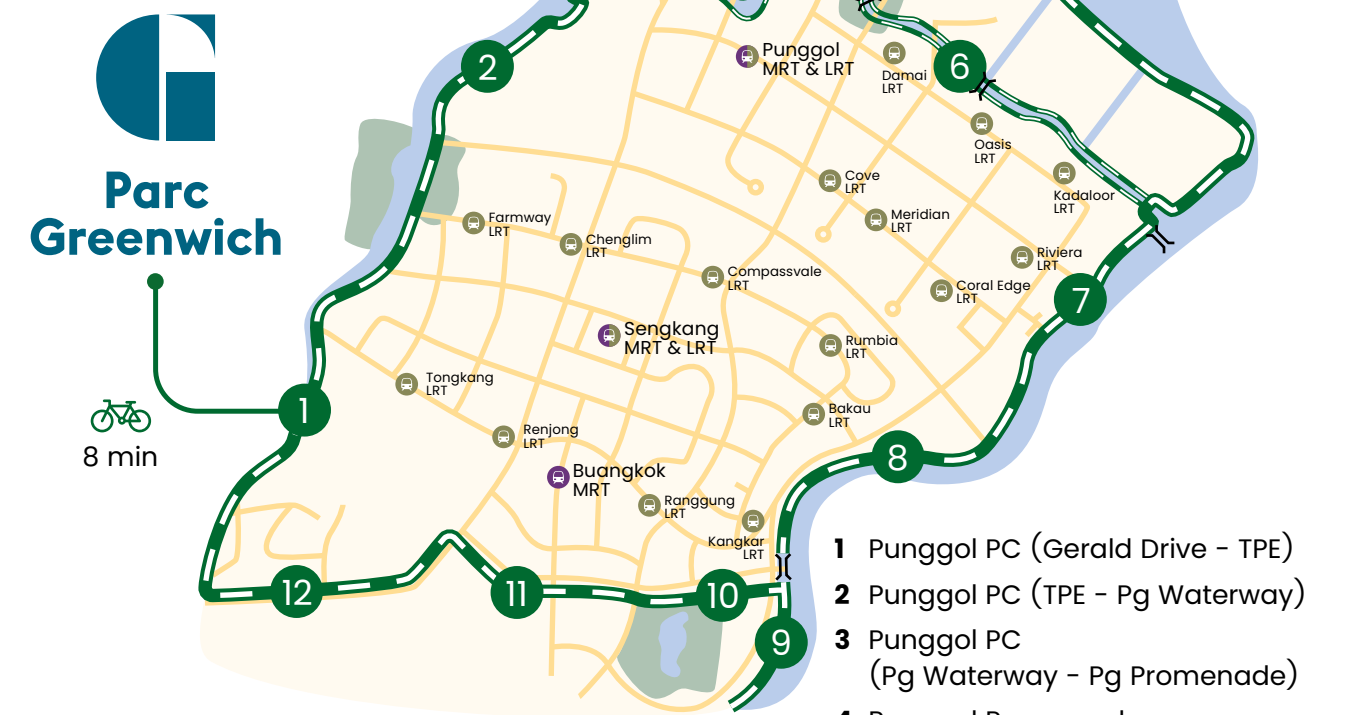 Parc
Greenwich
8 min
2
Punggol
MRT & LRT
Damai
LRT
6
Oasis
LRT
Cove
LRT
Kadaloor
LRT
Farmway
LRT
Meridian
LRT
Chenglim
LRT
Riviera
LRT
Compassvale
LRT
Coral Edge
LRT
7
Sengkang
MRT & LRT
Rumbia
LRT
Tongkang
LRT
1
Bakau
LRT
Renjong
LRT
8
Buangkok
MRT
Ranggung
LRT
Kangkar
LRT
12
11
10
9
1 Punggol PC (Gerald Drive - TPE)
2 Punggol PC (TPE - Pg Waterway)
3 Punggol PC
(Pg Waterway - Pg Promenade)